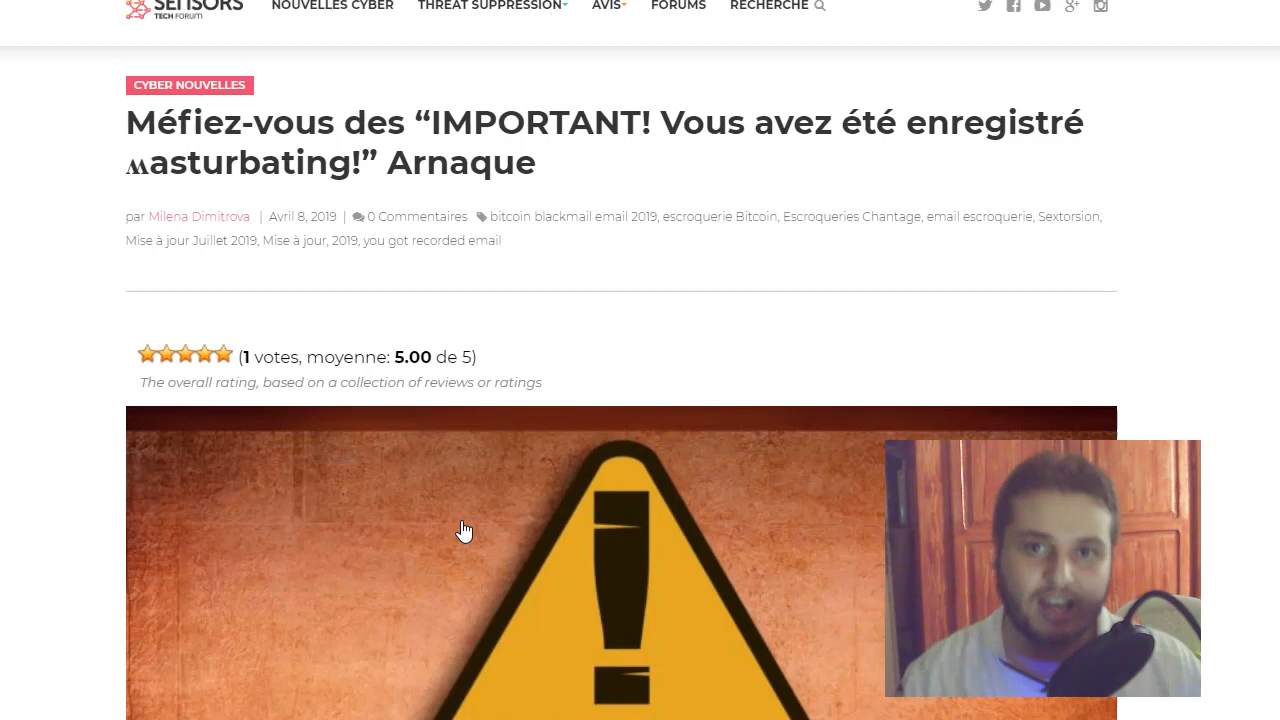 SENSORS
TECH FORUM
NOUVELLES CYBER THREAT SUPPRESSION AVIS FORUMS RECHERCHE
CYBER NOUVELLES
Méfiez-vous des “IMPORTANT! Vous avez été enregistré
ʍasturbating!” Arnaque
par Milena Dimitrova | Avril 8, 2019 | 0 Commentaires bitcoin blackmail email 2019, escroquerie Bitcoin, Escroqueries Chantage, email escroquerie, Sextorsion,
Mise à jour Juillet 2019, Mise à jour, 2019, you got recorded email
(1 votes, moyenne: 5.00 de 5)
The overall rating, based on a collection of reviews or ratings